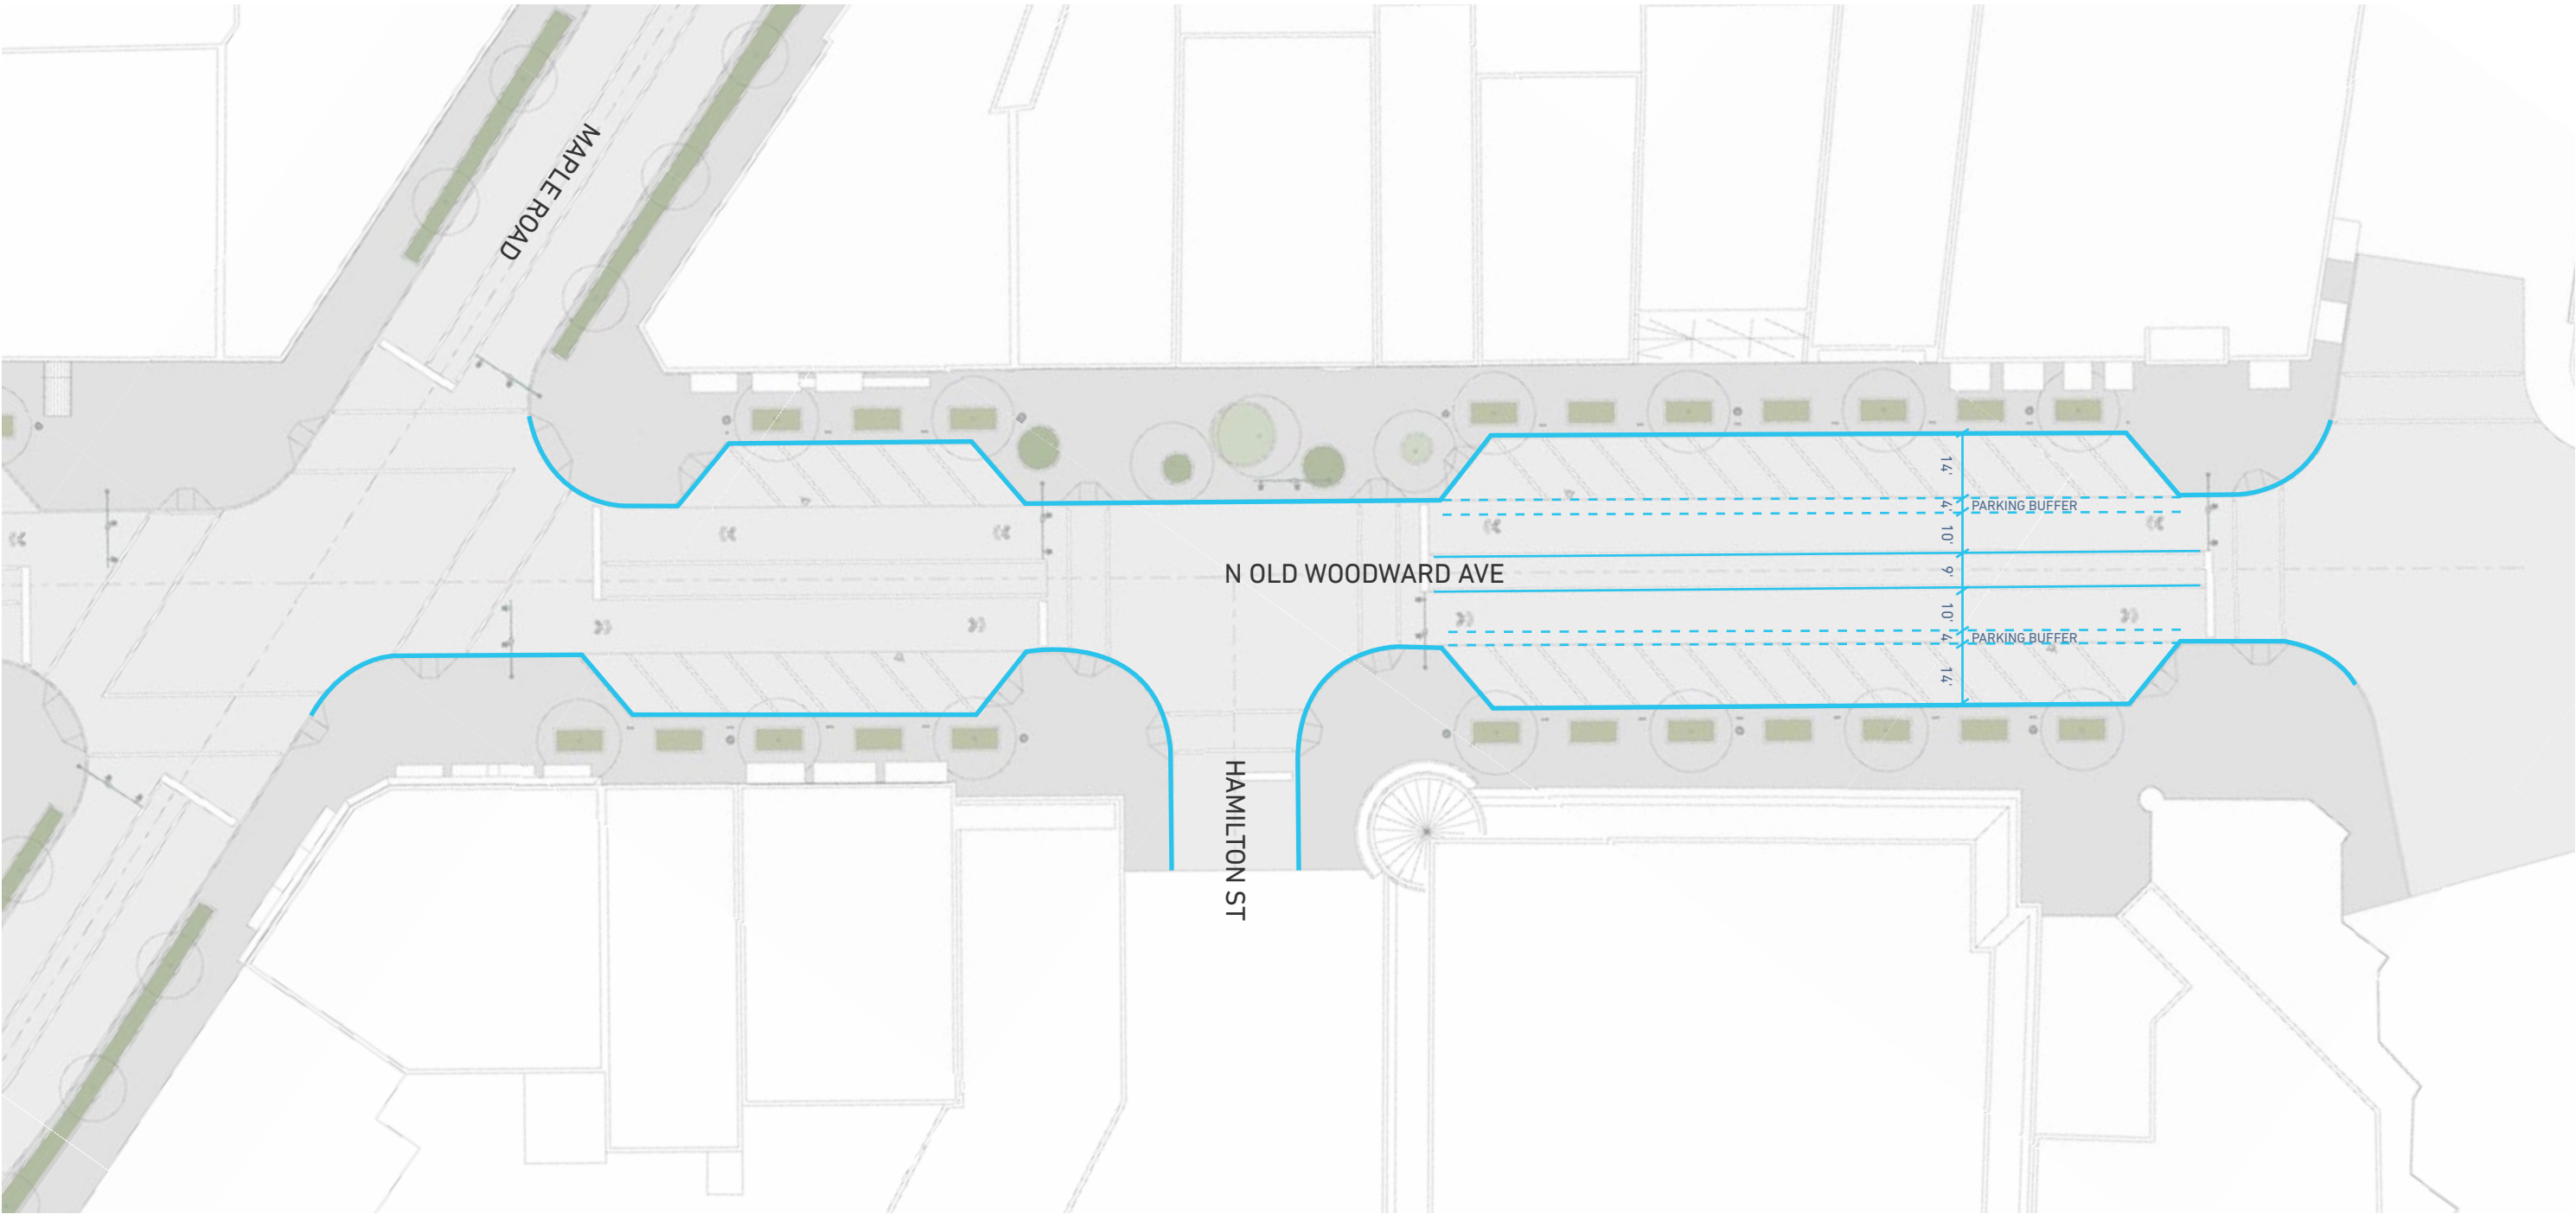 MAPLE ROAD
14'
4'
PARKING BUFFER
10'
N OLD WOODWARD AVE
9'
10'
4'
PARKING BUFFER
14'
HAMILTON ST